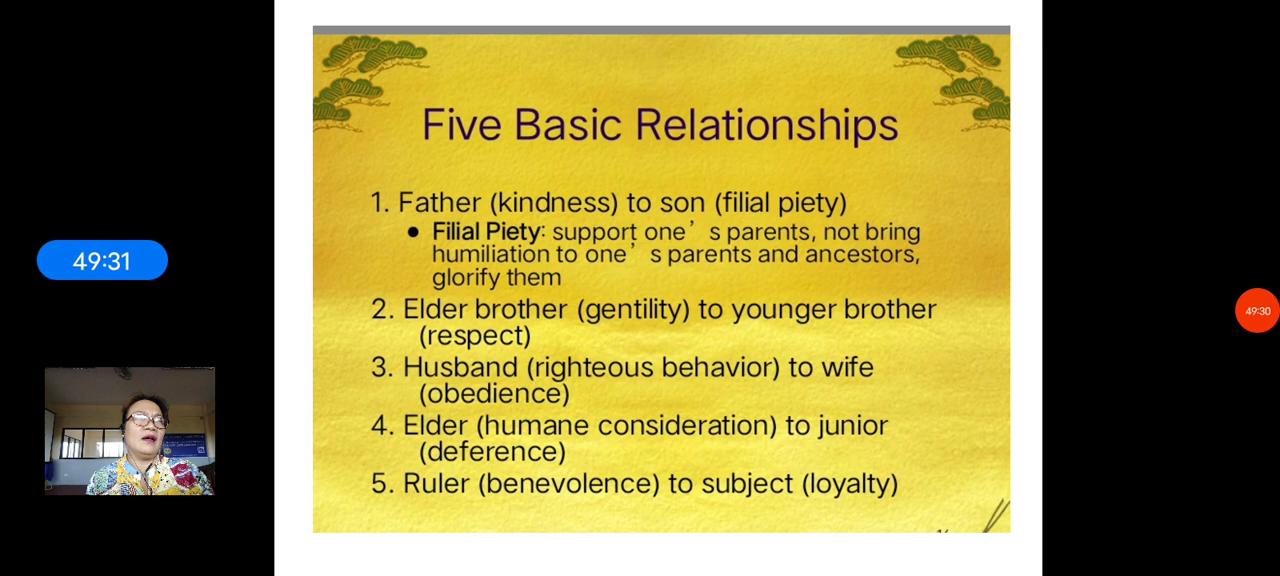 Five Basic Relationships
1. Father (kindness) to son (filial piety)
● Filial Piety: support one’ s parents, not bring
humiliation to one’ s parents and ancestors,
glorify them
2. Elder brother (gentility) to younger brother
(respect)
3. Husband (righteous behavior) to wife
(obedience)
4. Elder (humane consideration) to junior
(deference)
5. Ruler (benevolence) to subject (loyalty)
49:31
49:30